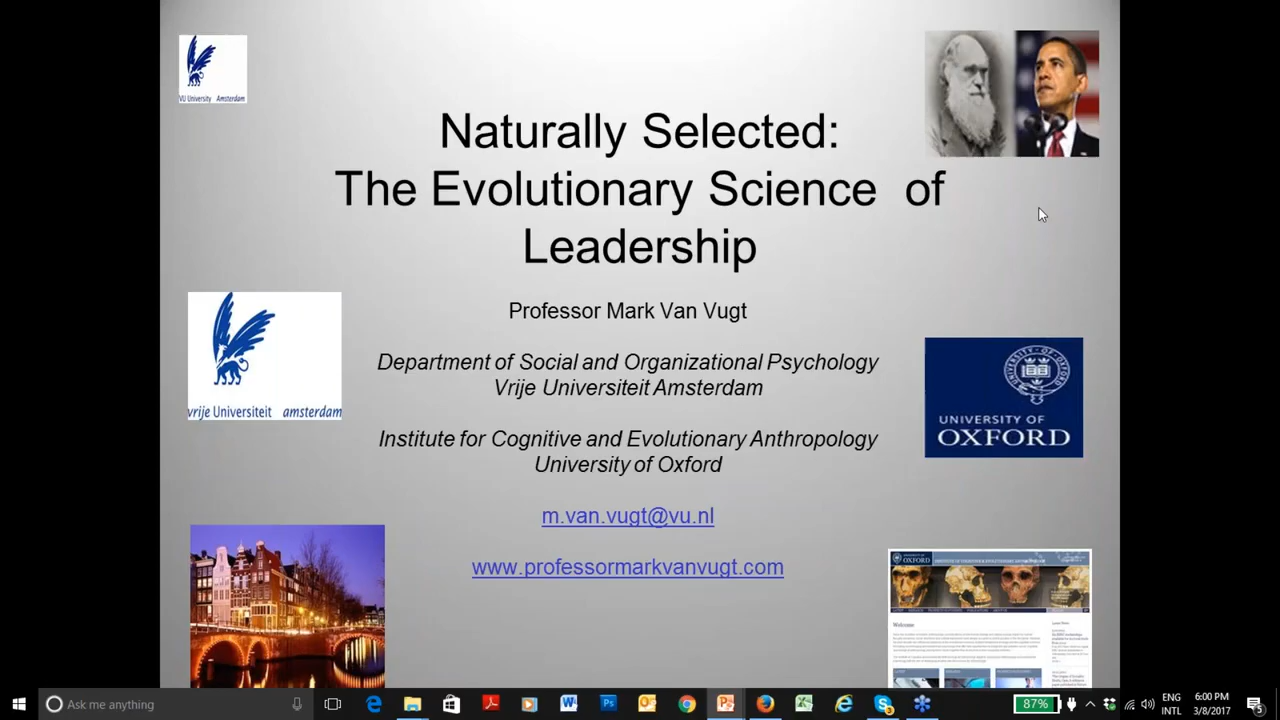 VU University Amsterdam
Naturally Selected:
The Evolutionary Science of
Leadership
Professor Mark Van Vugt
Department of Social and Organizational Psychology
Vrije Universiteit Amsterdam
vrije Universiteit amsterdam
UNIVERSITY OF
OXFORD
Institute for Cognitive and Evolutionary Anthropology
University of Oxford
m.van.vugt@vu.nl
www.professormarkvanvugt.com
OXFORD
Welcome
Ask me anything
87%
ENG
INTL
6:00 PM
3/8/2017